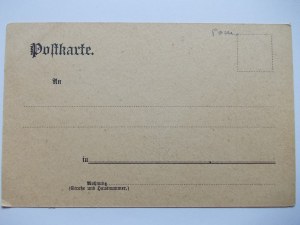 Postkarte.
An
in
Wohnung
(Straße und Hausnummer.)